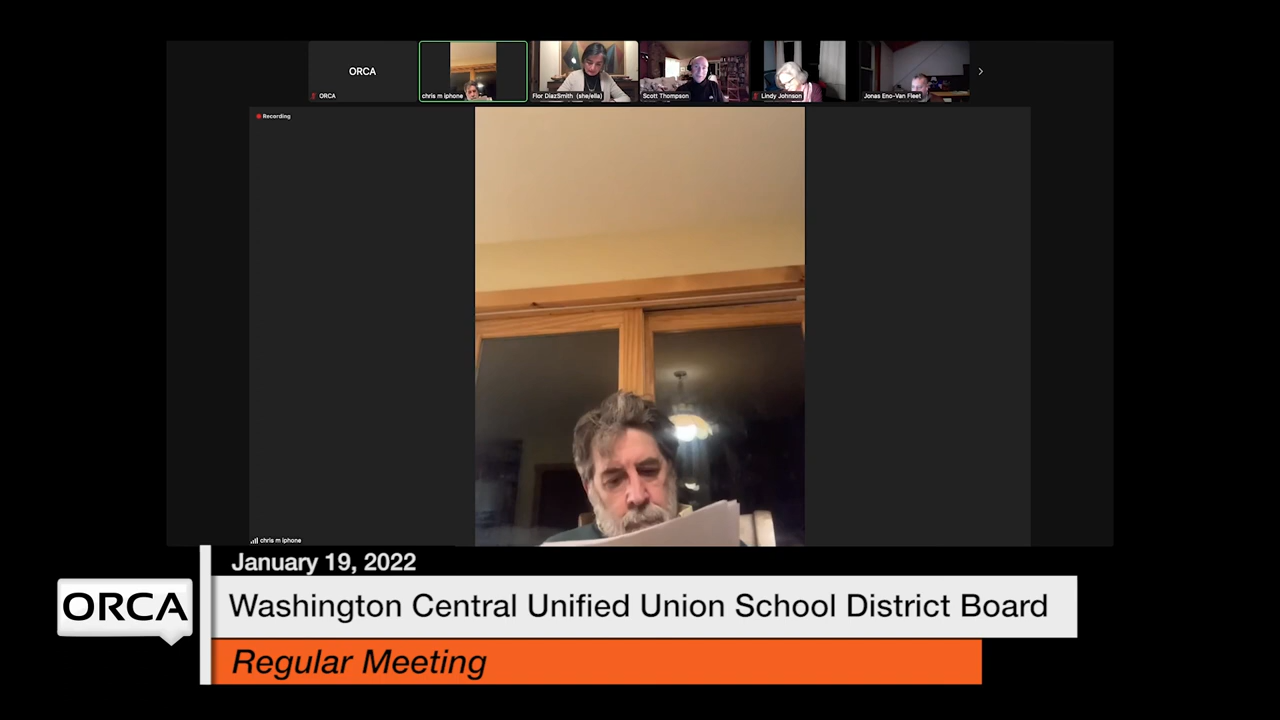 ORCA
ORCA
chris m iphone
Flor DiazSmith (she/ella)
Scott Thompson
Lindy Johnson
Jonas Eno-Van Fleet
Recording
chris m iphone
January 19, 2022
ORCA
Washington Central Unified Union School District Board
Regular Meeting